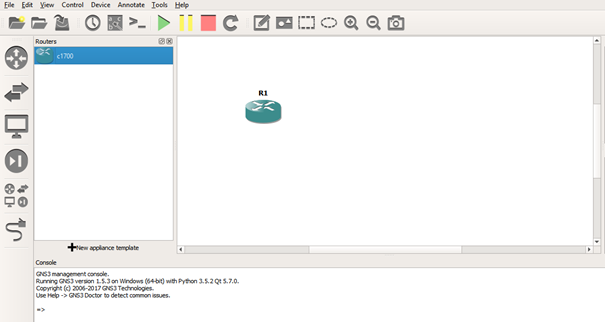 File Edit View Control Device Annotate Tools Help
Routers
c1700
R1
New appliance template
Console
GNS3 management console.
Running GNS3 version 1.5.3 on Windows (64-bit) with Python 3.5.2 Qt 5.7.0.
Copyright (c) 2006-2017 GNS3 Technologies.
Use Help -> GNS3 Doctor to detect common issues.
=>